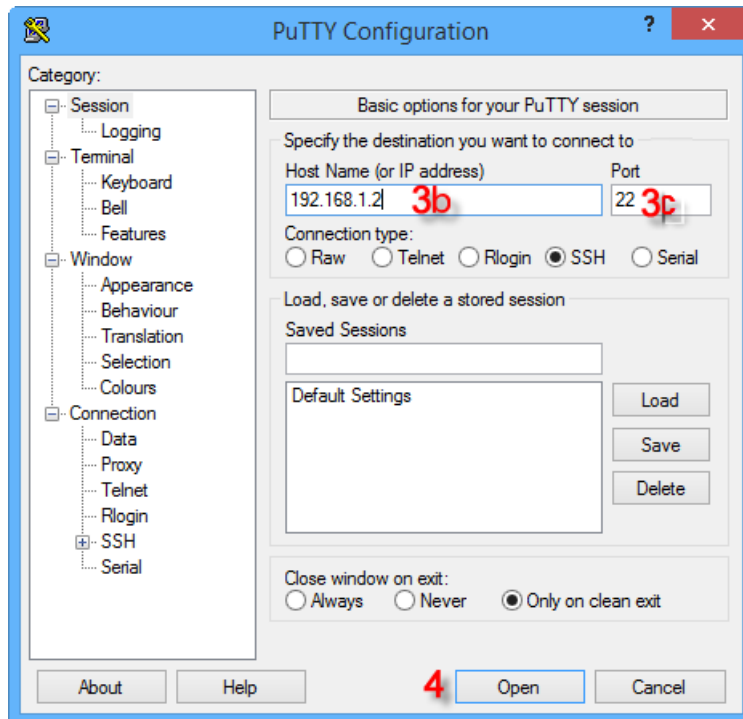 PuTTY Configuration ? ×
Category:
Session
Logging
Terminal
Keyboard
Bell
Features
Window
Appearance
Behaviour
Translation
Selection
Colours
Connection
Data
Proxy
Telnet
Rlogin
SSH
Serial
Basic options for your PuTTY session
Specify the destination you want to connect to
Host Name (or IP address) Port
192.168.1.2 3b 22 3c
Connection type:
Raw Telnet Rlogin SSH Serial
Load, save or delete a stored session
Saved Sessions
Default Settings
Load
Save
Delete
Close window on exit:
Always Never Only on clean exit
About Help 4 Open Cancel